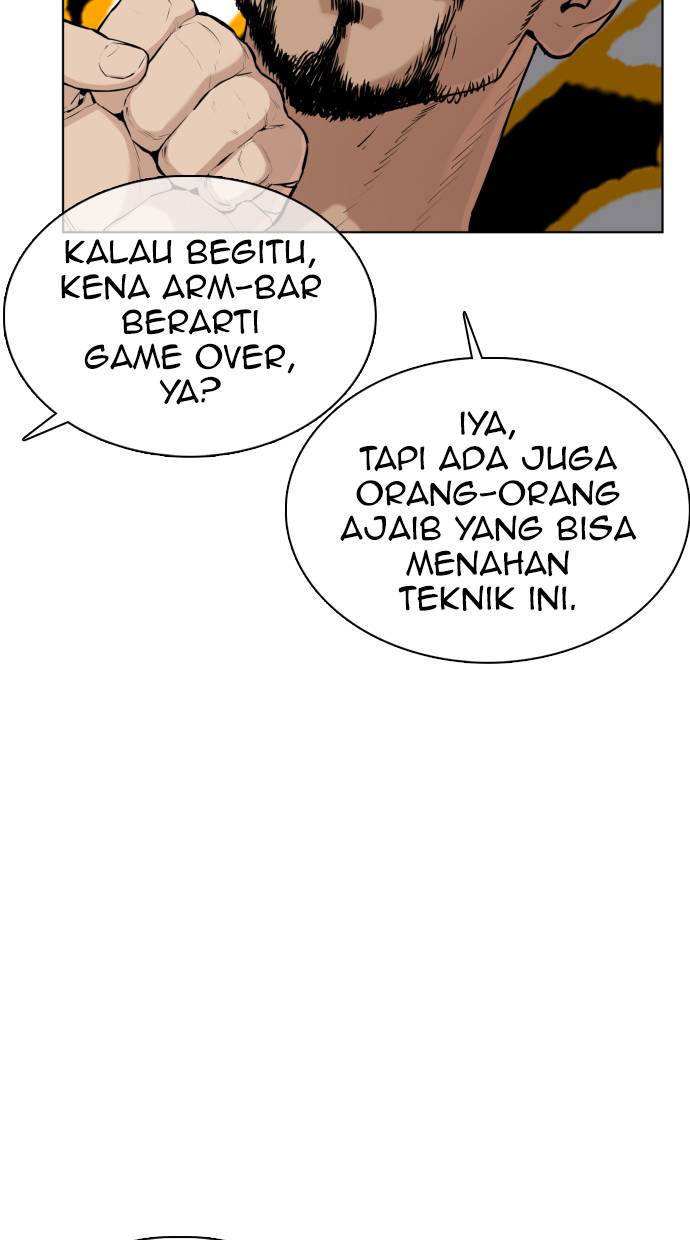 KALAU BEGITU,
KENA ARM-BAR
BERARTI
GAME OVER,
YA?
IYA,
TAPI ADA JUGA
ORANG-ORANG
AJAIB YANG BISA
MENAHAN
TEKNIK INI.